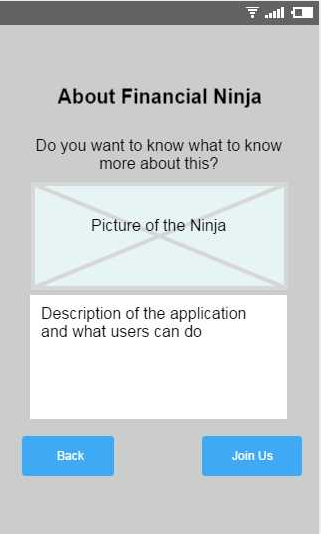 About Financial Ninja
Do you want to know what to know
more about this?
Picture of the Ninja
Description of the application
and what users can do
Back
Join Us